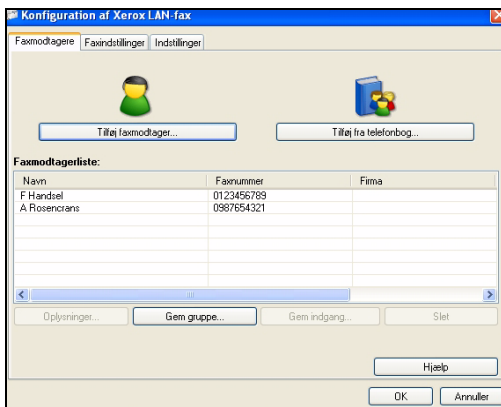 Konfiguration af Xerox LAN-fax
Faxmodtagere Faxindstillinger Indstillinger
Tilføj faxmodtager... Tilføj fra telefonbog...
Faxmodtagerliste:
Navn Faxnummer Firma
F Handsel 0123456789
A Rosencrans 0987654321
Oplysninger... Gem gruppe... Gem indgang... Slet
Hjælp
OK Annuller